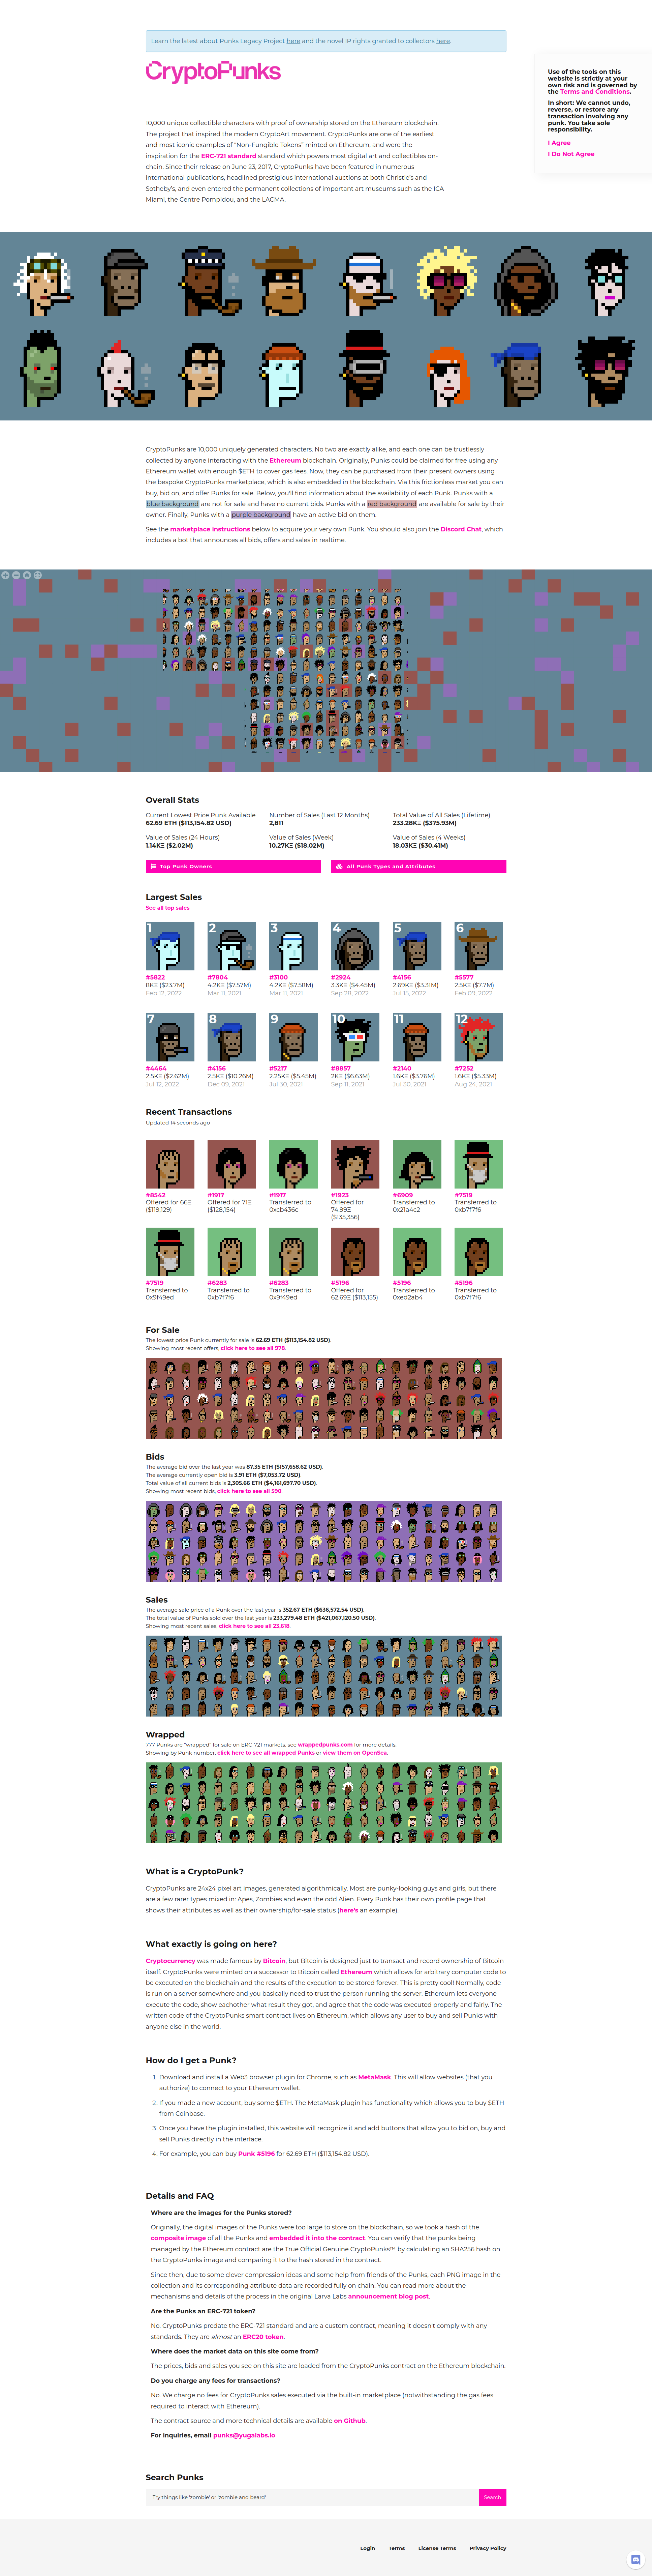 Learn the latest about Punks Legacy Project here and the novel IP rights granted to collectors here.
CryptoPunks
Use of the tools on this
website is strictly at your
own risk and is governed by
the Terms and Conditions.
In short: We cannot undo,
reverse, or restore any
transaction involving any
punk. You take sole
responsibility.
I Agree
I Do Not Agree
10,000 unique collectible characters with proof of ownership stored on the Ethereum blockchain.
The project that inspired the modern CryptoArt movement. CryptoPunks are one of the earliest
and most iconic examples of "Non-Fungible Tokens" minted on Ethereum, and were the
inspiration for the ERC-721 standard standard which powers most digital art and collectibles on-
chain. Since their release on June 23, 2017, CryptoPunks have been featured in numerous
international publications, headlined prestigious international auctions at both Christie's and
Sotheby's, and even entered the permanent collections of important art museums such as the ICA
Miami, the Centre Pompidou, and the LACMA.
CryptoPunks are 10,000 uniquely generated characters. No two are exactly alike, and each one can be trustlessly
collected by anyone interacting with the Ethereum blockchain. Originally, Punks could be claimed for free using any
Ethereum wallet with enough $ETH to cover gas fees. Now, they can be purchased from their present owners using
the bespoke CryptoPunks marketplace, which is also embedded in the blockchain. Via this frictionless market you can
buy, bid on, and offer Punks for sale. Below, you'll find information about the availability of each Punk. Punks with a
blue background are not for sale and have no current bids. Punks with a red background are available for sale by their
owner. Finally, Punks with a purple background have an active bid on them.
See the marketplace instructions below to acquire your very own Punk. You should also join the Discord Chat, which
includes a bot that announces all bids, offers and sales in realtime.
Overall Stats
Current Lowest Price Punk Available
62.69 ETH ($113,154.82 USD)
Number of Sales (Last 12 Months)
2,811
Total Value of All Sales (Lifetime)
233.28KΞ ($375.93M)
Value of Sales (24 Hours)
1.14KΞ ($2.02M)
Value of Sales (Week)
10.27KΞ ($18.02M)
Value of Sales (4 Weeks)
18.03KΞ ($30.41M)
Top Punk Owners
All Punk Types and Attributes
Largest Sales
See all top sales
1
#5822
8KΞ ($23.7M)
Feb 12, 2022
2
#7804
4.2KΞ ($7.57M)
Mar 11, 2021
3
#3100
4.2KΞ ($7.58M)
Mar 11, 2021
4
#2924
3.3KΞ ($4.45M)
Sep 28, 2022
5
#4156
2.69KΞ ($3.31M)
Jul 15, 2022
6
#5577
2.5KΞ ($7.7M)
Feb 09, 2022
7
#4464
2.5KΞ ($2.62M)
Jul 12, 2022
8
#4156
2.5KΞ ($10.26M)
Dec 09, 2021
9
#5217
2.25KΞ ($5.45M)
Jul 30, 2021
10
#8857
2KΞ ($6.63M)
Sep 11, 2021
11
#2140
1.6KΞ ($3.76M)
Jul 30, 2021
12
#7252
1.6KΞ ($5.33M)
Aug 24, 2021
Recent Transactions
Updated 14 seconds ago
#8542
Offered for 66Ξ
($119,129)
#1917
Offered for 71Ξ
($128,154)
#1917
Transferred to
0xcb436c
#1923
Offered for
74.99Ξ
($135,356)
#6909
Transferred to
0x21a4c2
#7519
Transferred to
0xb7f7f6
#7519
Transferred to
0x9f49ed
#6283
Transferred to
0xb7f7f6
#6283
Transferred to
0x9f49ed
#5196
Offered for
62.69Ξ ($113,155)
#5196
Transferred to
0xed2ab4
#5196
Transferred to
0xb7f7f6
For Sale
The lowest price Punk currently for sale is 62.69 ETH ($113,154.82 USD).
Showing most recent offers, click here to see all 978.
Bids
The average bid over the last year was 87.35 ETH ($157,658.62 USD).
The average currently open bid is 3.91 ETH ($7,053.72 USD).
Total value of all current bids is 2,305.66 ETH ($4,161,697.70 USD).
Showing most recent bids, click here to see all 590.
Sales
The average sale price of a Punk over the last year is 352.67 ETH ($636,572.54 USD).
The total value of Punks sold over the last year is 233,279.48 ETH ($421,067,120.50 USD).
Showing most recent sales, click here to see all 23,618.
Wrapped
777 Punks are "wrapped" for sale on ERC-721 markets, see wrappedpunks.com for more details.
Showing by Punk number, click here to see all wrapped Punks or view them on OpenSea.
What is a CryptoPunk?
CryptoPunks are 24x24 pixel art images, generated algorithmically. Most are punky-looking guys and girls, but there
are a few rarer types mixed in: Apes, Zombies and even the odd Alien. Every Punk has their own profile page that
shows their attributes as well as their ownership/for-sale status (here's an example).
What exactly is going on here?
Cryptocurrency was made famous by Bitcoin, but Bitcoin is designed just to transact and record ownership of Bitcoin
itself. CryptoPunks were minted on a successor to Bitcoin called Ethereum which allows for arbitrary computer code to
be executed on the blockchain and the results of the execution to be stored forever. This is pretty cool! Normally, code
is run on a server somewhere and you basically need to trust the person running the server. Ethereum lets everyone
execute the code, show eachother what result they got, and agree that the code was executed properly and fairly. The
written code of the CryptoPunks smart contract lives on Ethereum, which allows any user to buy and sell Punks with
anyone else in the world.
How do I get a Punk?
1. Download and install a Web3 browser plugin for Chrome, such as MetaMask. This will allow websites (that you
authorize) to connect to your Ethereum wallet.
2. If you made a new account, buy some $ETH. The MetaMask plugin has functionality which allows you to buy $ETH
from Coinbase.
3. Once you have the plugin installed, this website will recognize it and add buttons that allow you to bid on, buy and
sell Punks directly in the interface.
4. For example, you can buy Punk #5196 for 62.69 ETH ($113,154.82 USD).
Details and FAQ
Where are the images for the Punks stored?
Originally, the digital images of the Punks were too large to store on the blockchain, so we took a hash of the
composite image of all the Punks and embedded it into the contract. You can verify that the punks being
managed by the Ethereum contract are the True Official Genuine CryptoPunks™ by calculating an SHA256 hash on
the CryptoPunks image and comparing it to the hash stored in the contract.
Since then, due to some clever compression ideas and some help from friends of the Punks, each PNG image in the
collection and its corresponding attribute data are recorded fully on chain. You can read more about the
mechanisms and details of the process in the original Larva Labs announcement blog post.
Are the Punks an ERC-721 token?
No. CryptoPunks predate the ERC-721 standard and are a custom contract, meaning it doesn't comply with any
standards. They are almost an ERC20 token.
Where does the market data on this site come from?
The prices, bids and sales you see on this site are loaded from the CryptoPunks contract on the Ethereum blockchain.
Do you charge any fees for transactions?
No. We charge no fees for CryptoPunks sales executed via the built-in marketplace (notwithstanding the gas fees
required to interact with Ethereum).
The contract source and more technical details are available on Github.
For inquiries, email punks@yugalabs.io
Search Punks
Try things like 'zombie' or 'zombie and beard'
Search
Login
Terms
License Terms
Privacy Policy